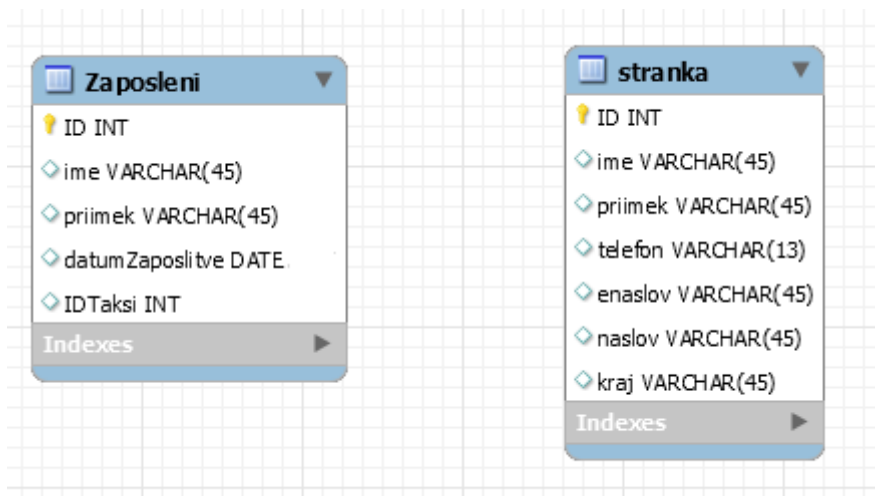 Zaposleni
ID INT
ime VARCHAR(45)
priimek VARCHAR(45)
datumZaposlitve DATE
IDTaksi INT
Indexes
stranka
ID INT
ime VARCHAR(45)
priimek VARCHAR(45)
telefon VARCHAR(13)
enaslov VARCHAR(45)
naslov VARCHAR(45)
kraj VARCHAR(45)
Indexes